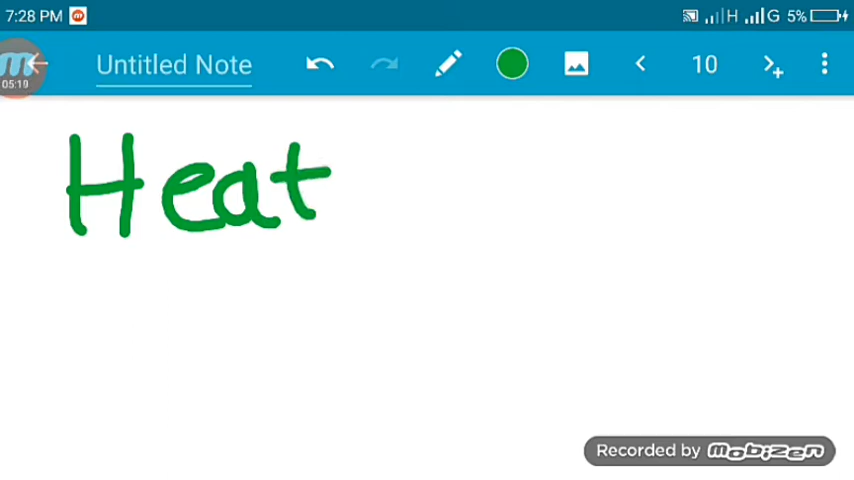 7:28 PM H G 5%
05:19 Untitled Note 10
Heat
Recorded by mobizen